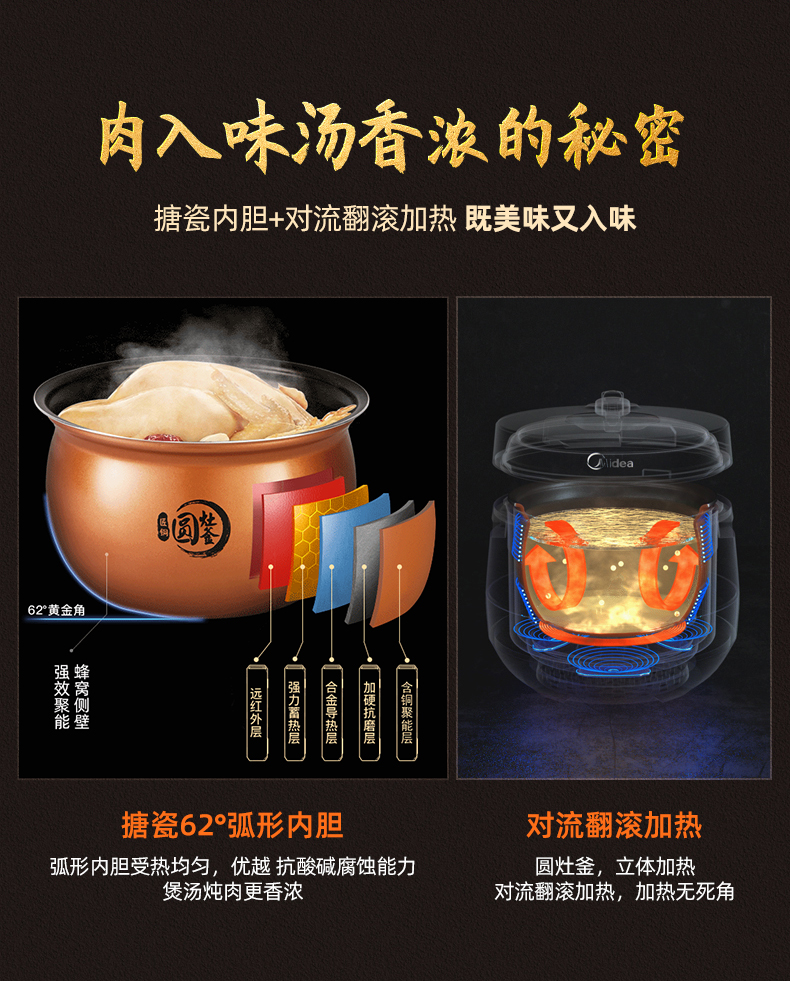 肉入味汤香浓的秘密
搪瓷内胆+对流翻滚加热 既美味又入味
匠铜
圆灶釜
62°黄金角
蜂窝侧壁
强效聚能
远红外层
强力蓄热层
合金导热层
加硬抗磨层
含铜聚能层
Midea
搪瓷62°弧形内胆
弧形内胆受热均匀，优越 抗酸碱腐蚀能力
煲汤炖肉更香浓
对流翻滚加热
圆灶釜，立体加热
对流翻滚加热，加热无死角